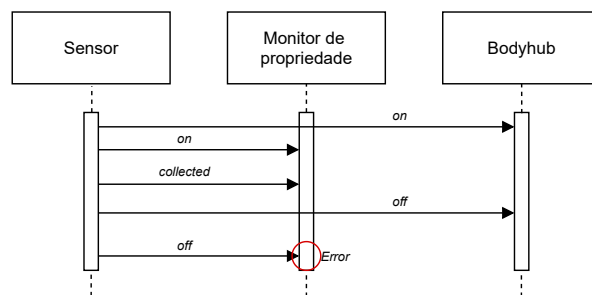 Sensor
Monitor de
propriedade
Bodyhub
on
on
collected
off
off
Error